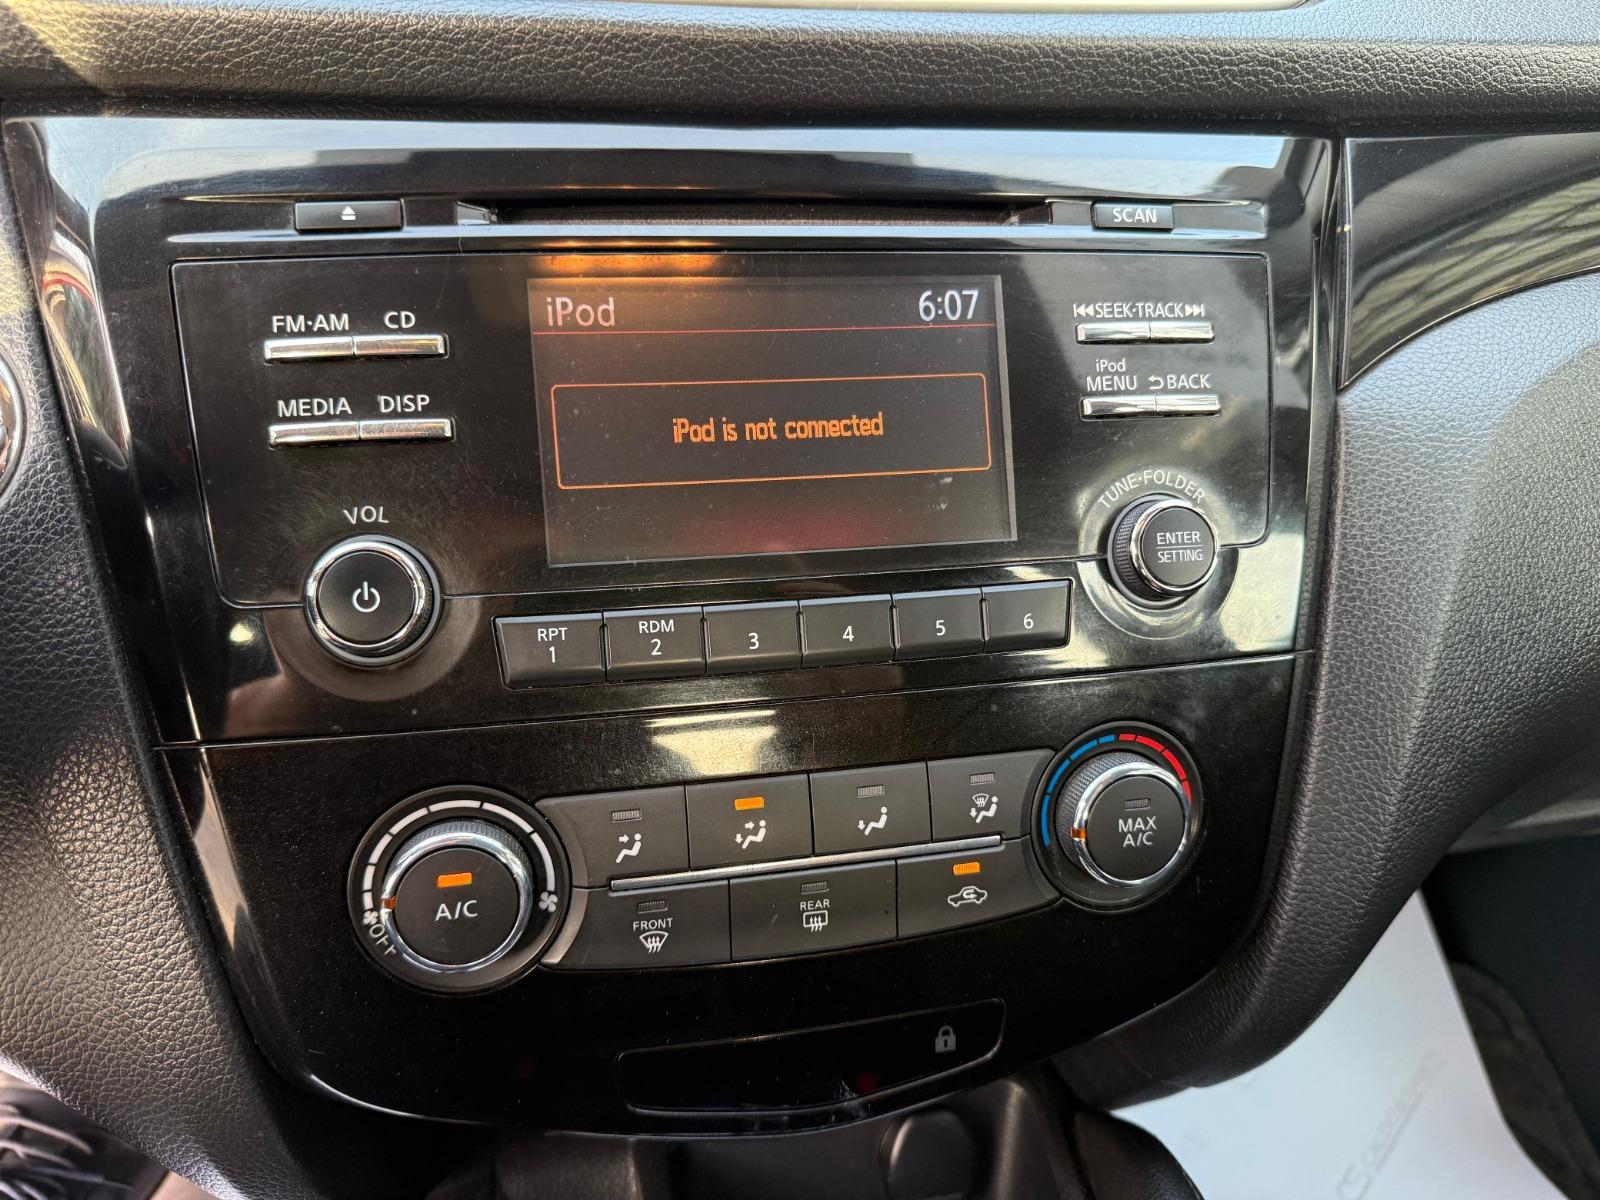 SCAN
iPod 6:07
iPod is not connected
FM·AM CD
MEDIA DISP
VOL
SEEK·TRACK
iPod
MENU BACK
TUNE·FOLDER
ENTER
SETTING
RPT
1
RDM
2
3
4
5
6
A/C
OFF
FRONT
REAR
MAX
A/C